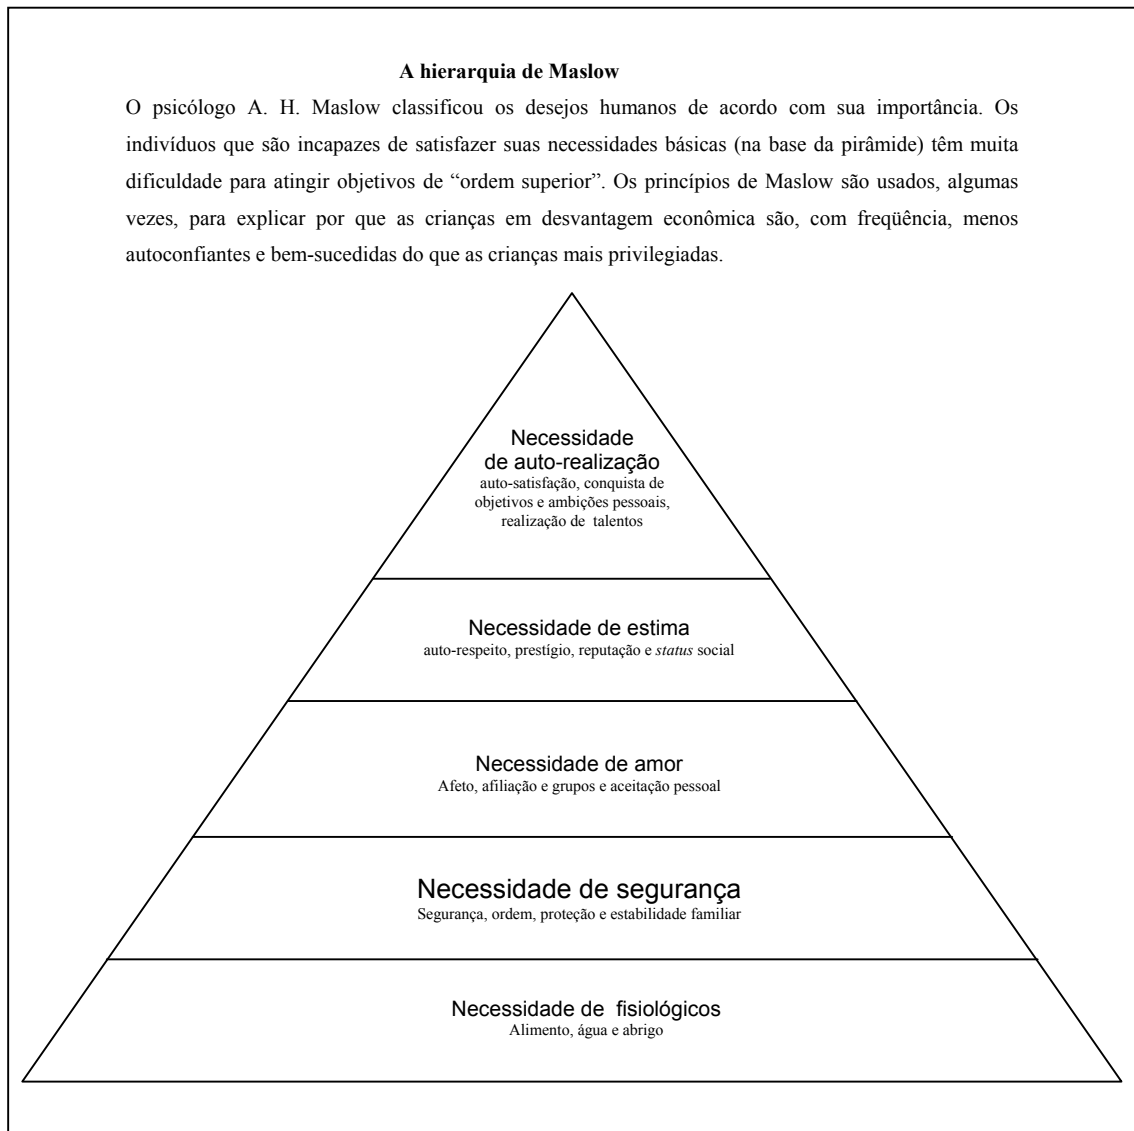 A hierarquia de Maslow
O psicólogo A. H. Maslow classificou os desejos humanos de acordo com sua importância. Os
indivíduos que são incapazes de satisfazer suas necessidades básicas (na base da pirâmide) têm muita
dificuldade para atingir objetivos de “ordem superior”. Os princípios de Maslow são usados, algumas
vezes, para explicar por que as crianças em desvantagem econômica são, com freqüência, menos
autoconfiantes e bem-sucedidas do que as crianças mais privilegiadas.
Necessidade
de auto-realização
auto-satisfação, conquista de
objetivos e ambições pessoais,
realização de talentos
Necessidade de estima
auto-respeito, prestígio, reputação e status social
Necessidade de amor
Afeto, afiliação e grupos e aceitação pessoal
Necessidade de segurança
Segurança, ordem, proteção e estabilidade familiar
Necessidade de fisiológicos
Alimento, água e abrigo